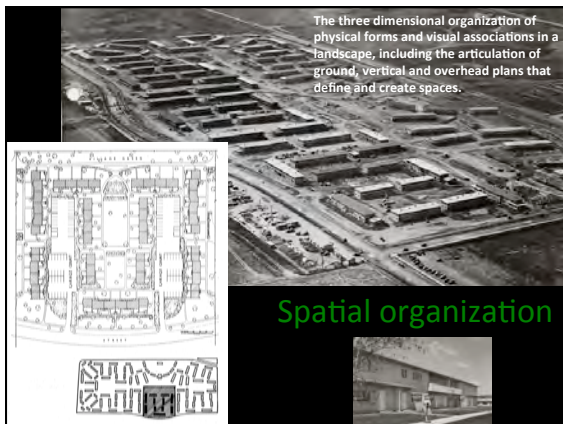 The three dimensional organization of
physical forms and visual associations in a
landscape, including the articulation of
ground, vertical and overhead plans that
define and create spaces.
Spatial organization